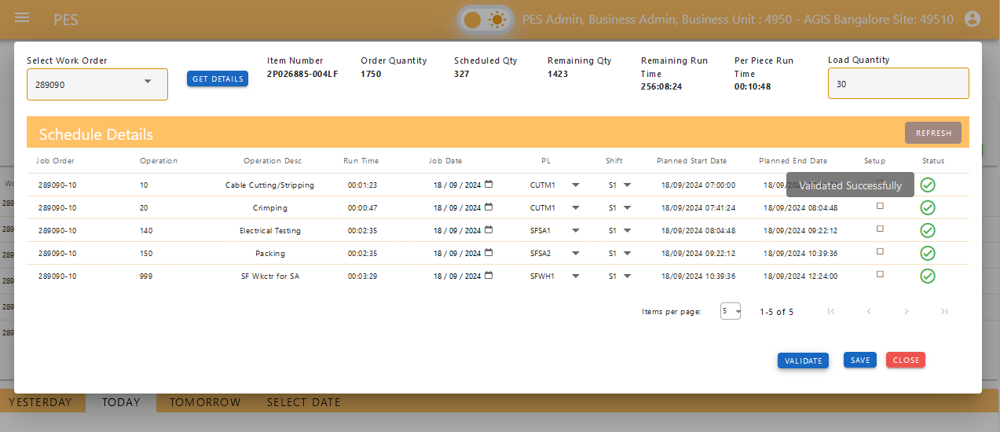 PES
PES Admin, Business Admin, Business Unit : 4950 - AGIS Bangalore Site: 49510
Select Work Order
289090
GET DETAILS
Item Number
2P026885-004LF
Order Quantity
1750
Scheduled Qty
327
Remaining Qty
1423
Remaining Run
Time
256:08:24
Per Piece Run
Time
00:10:48
Load Quantity
30
Schedule Details
REFRESH
Job Order Operation Operation Desc Run Time Job Date PL Shift Planned Start Date Planned End Date Setup Status
289090-10 10 Cable Cutting/Stripping 00:01:23 18 / 09 / 2024 CUTM1 S1 18/09/2024 07:00:00 18/09/
Validated Successfully
289090-10 20 Crimping 00:00:47 18 / 09 / 2024 CUTM1 S1 18/09/2024 07:41:24 18/09/2024 08:04:48
289090-10 140 Electrical Testing 00:02:35 18 / 09 / 2024 SFSA1 S1 18/09/2024 08:04:48 18/09/2024 09:22:12
289090-10 150 Packing 00:02:35 18 / 09 / 2024 SFSA2 S1 18/09/2024 09:22:12 18/09/2024 10:39:36
289090-10 999 SF Wkctr for SA 00:03:29 18 / 09 / 2024 SFWH1 S1 18/09/2024 10:39:36 18/09/2024 12:24:00
Items per page: 5 1-5 of 5
VALIDATE SAVE CLOSE
YESTERDAY TODAY TOMORROW SELECT DATE